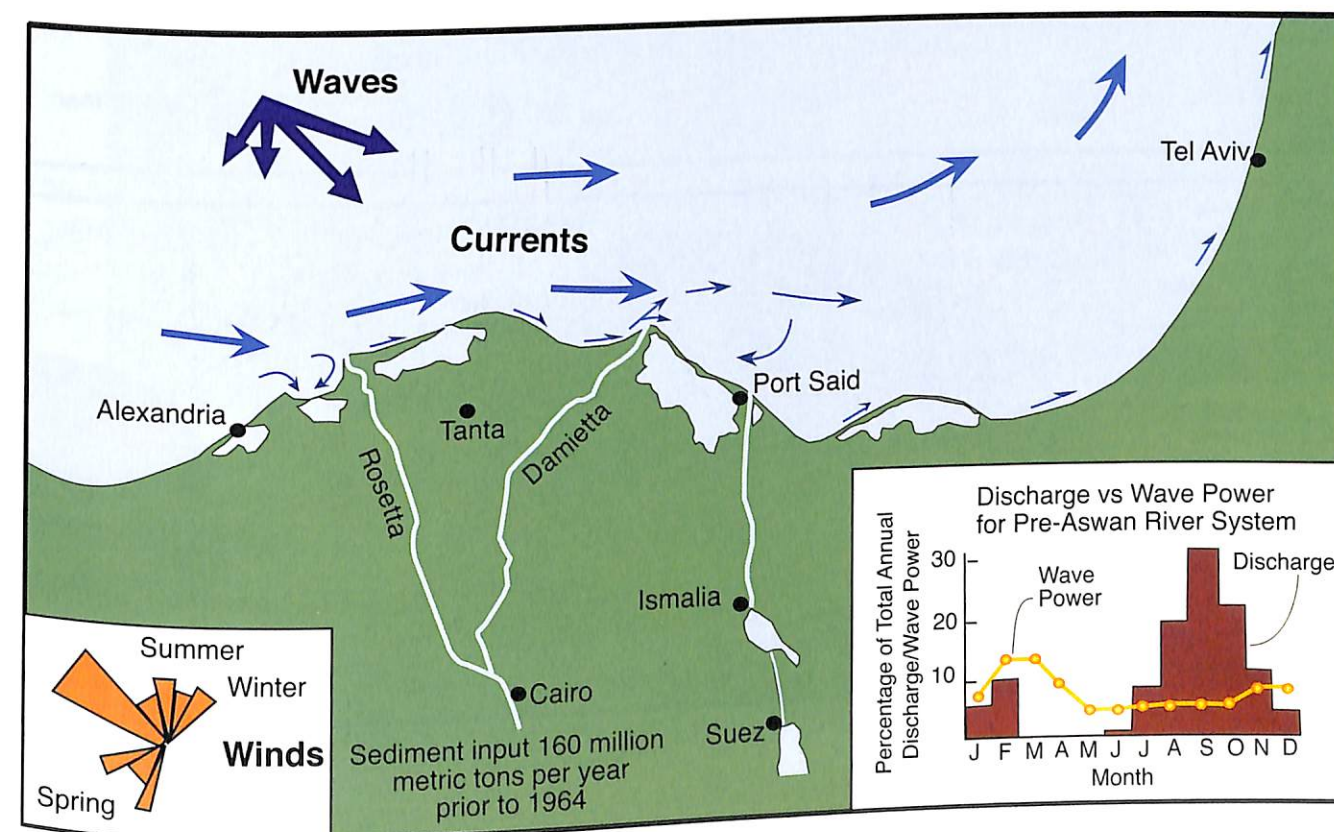 Waves
Currents
Tel Aviv
Alexandria
Tanta
Port Said
Rosetta
Damietta
Ismalia
Cairo
Suez
Sediment input 160 million
metric tons per year
prior to 1964
Summer
Winter
Winds
Spring
Discharge vs Wave Power
for Pre-Aswan River System
Percentage of Total Annual
Discharge/Wave Power
30
20
10
Wave
Power
Discharge
J F M A M J J A S O N D
Month